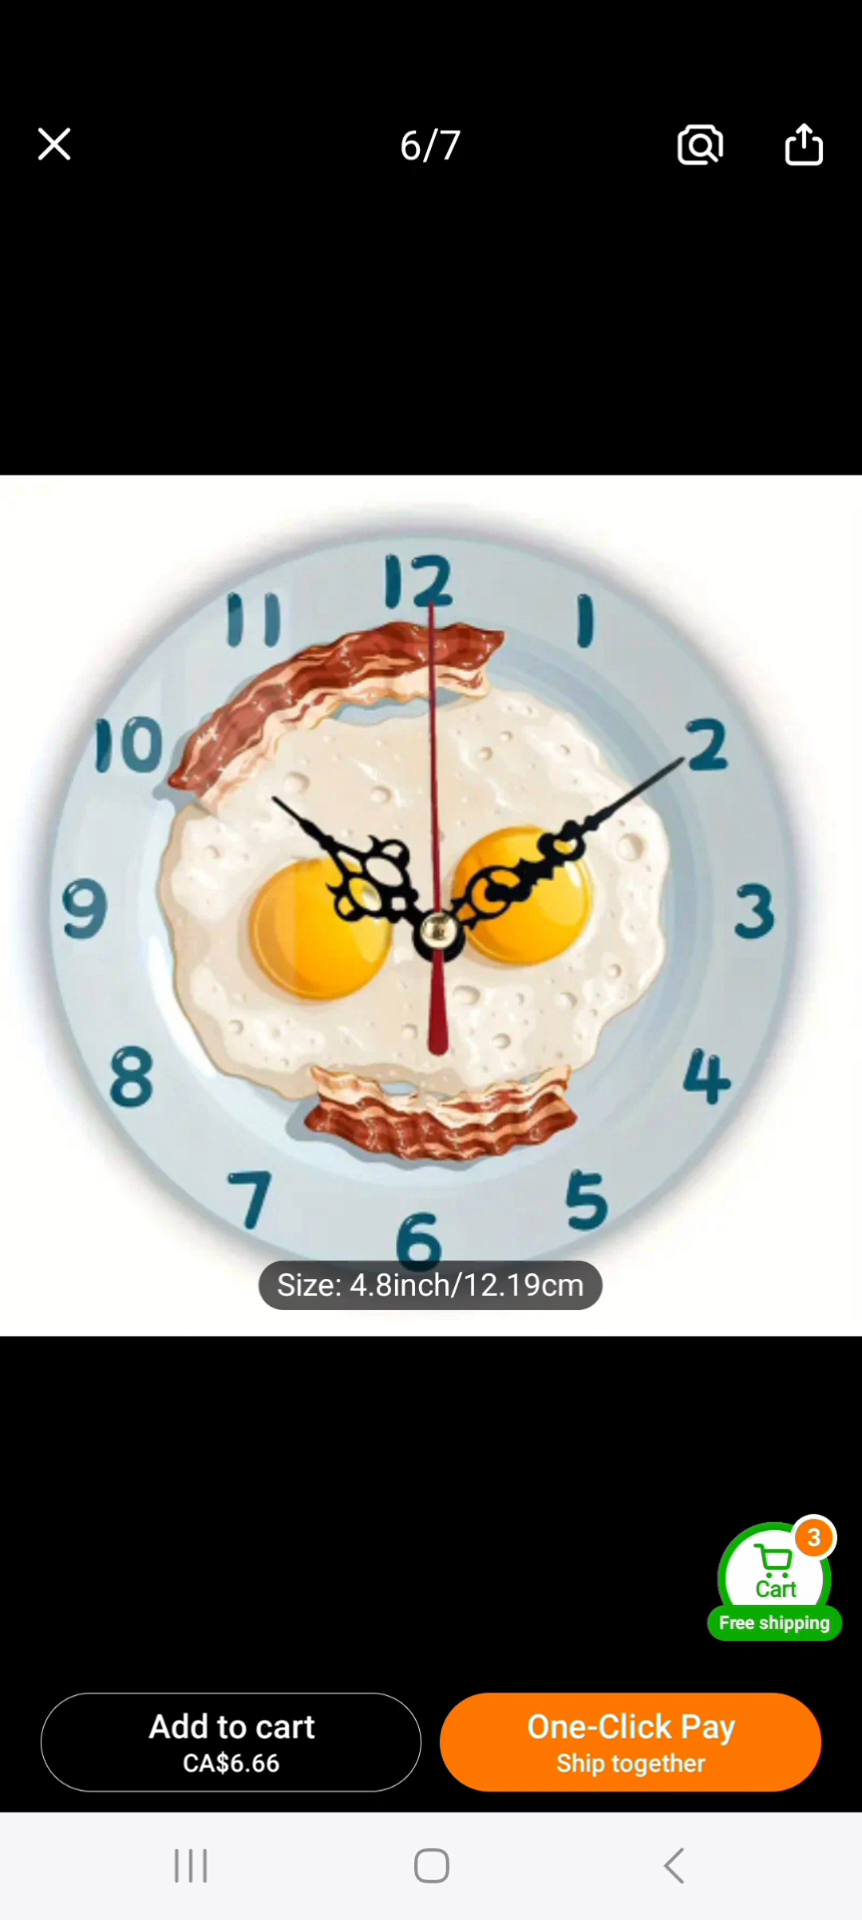 6/7
12
11
1
10
2
9
3
8
4
7
5
6
Size: 4.8inch/12.19cm
3
Cart
Free shipping
Add to cart
CA$6.66
One-Click Pay
Ship together